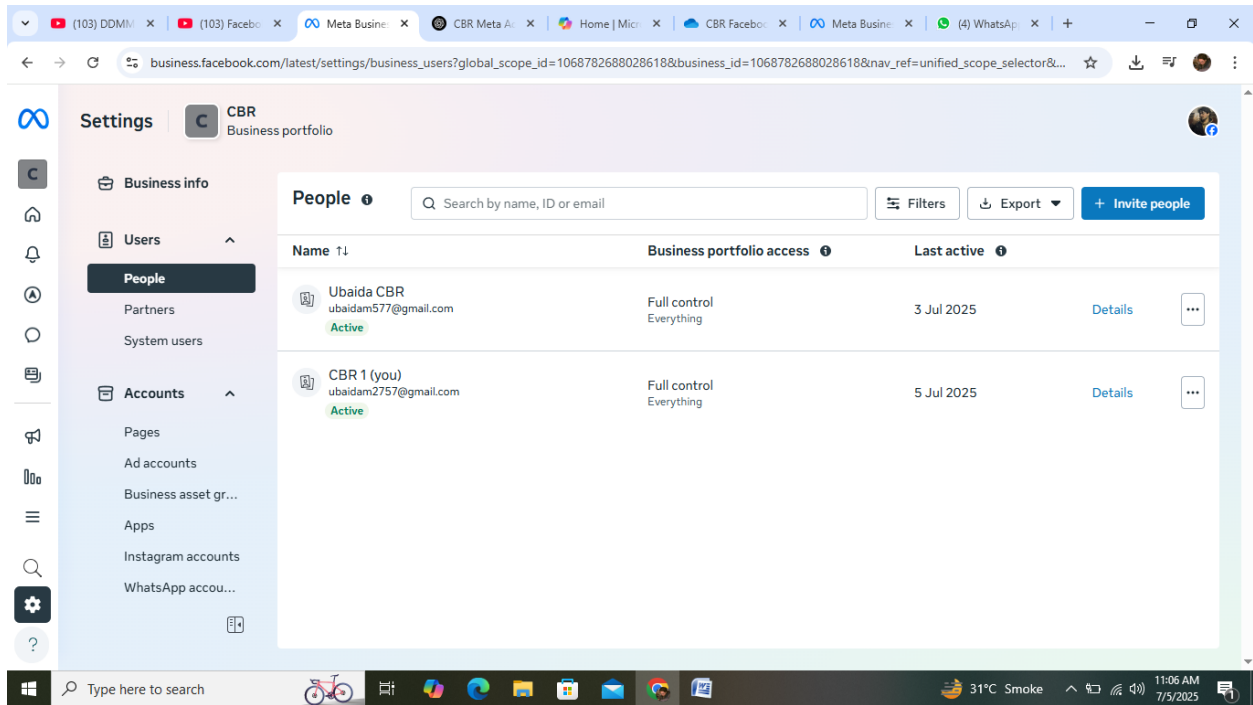 (103) DDMM
(103) Facebo
Meta Busine
CBR Meta Ac
Home | Micr
CBR Faceboo
Meta Busine
(4) WhatsAp
business.facebook.com/latest/settings/business_users?global_scope_id=1068782688028618&business_id=1068782688028618&nav_ref=unified_scope_selector&...
Settings
C
CBR
Business portfolio
C
Business info
Users
People
Partners
System users
Accounts
Pages
Ad accounts
Business asset gr...
Apps
Instagram accounts
WhatsApp accou...
People
Search by name, ID or email
Filters
Export
+ Invite people
Name ↑↓
Business portfolio access
Last active
Ubaida CBR
ubaidam577@gmail.com
Active
Full control
Everything
3 Jul 2025
Details
CBR 1 (you)
ubaidam2757@gmail.com
Active
Full control
Everything
5 Jul 2025
Details
?
Type here to search
31°C Smoke
11:06 AM
7/5/2025
1